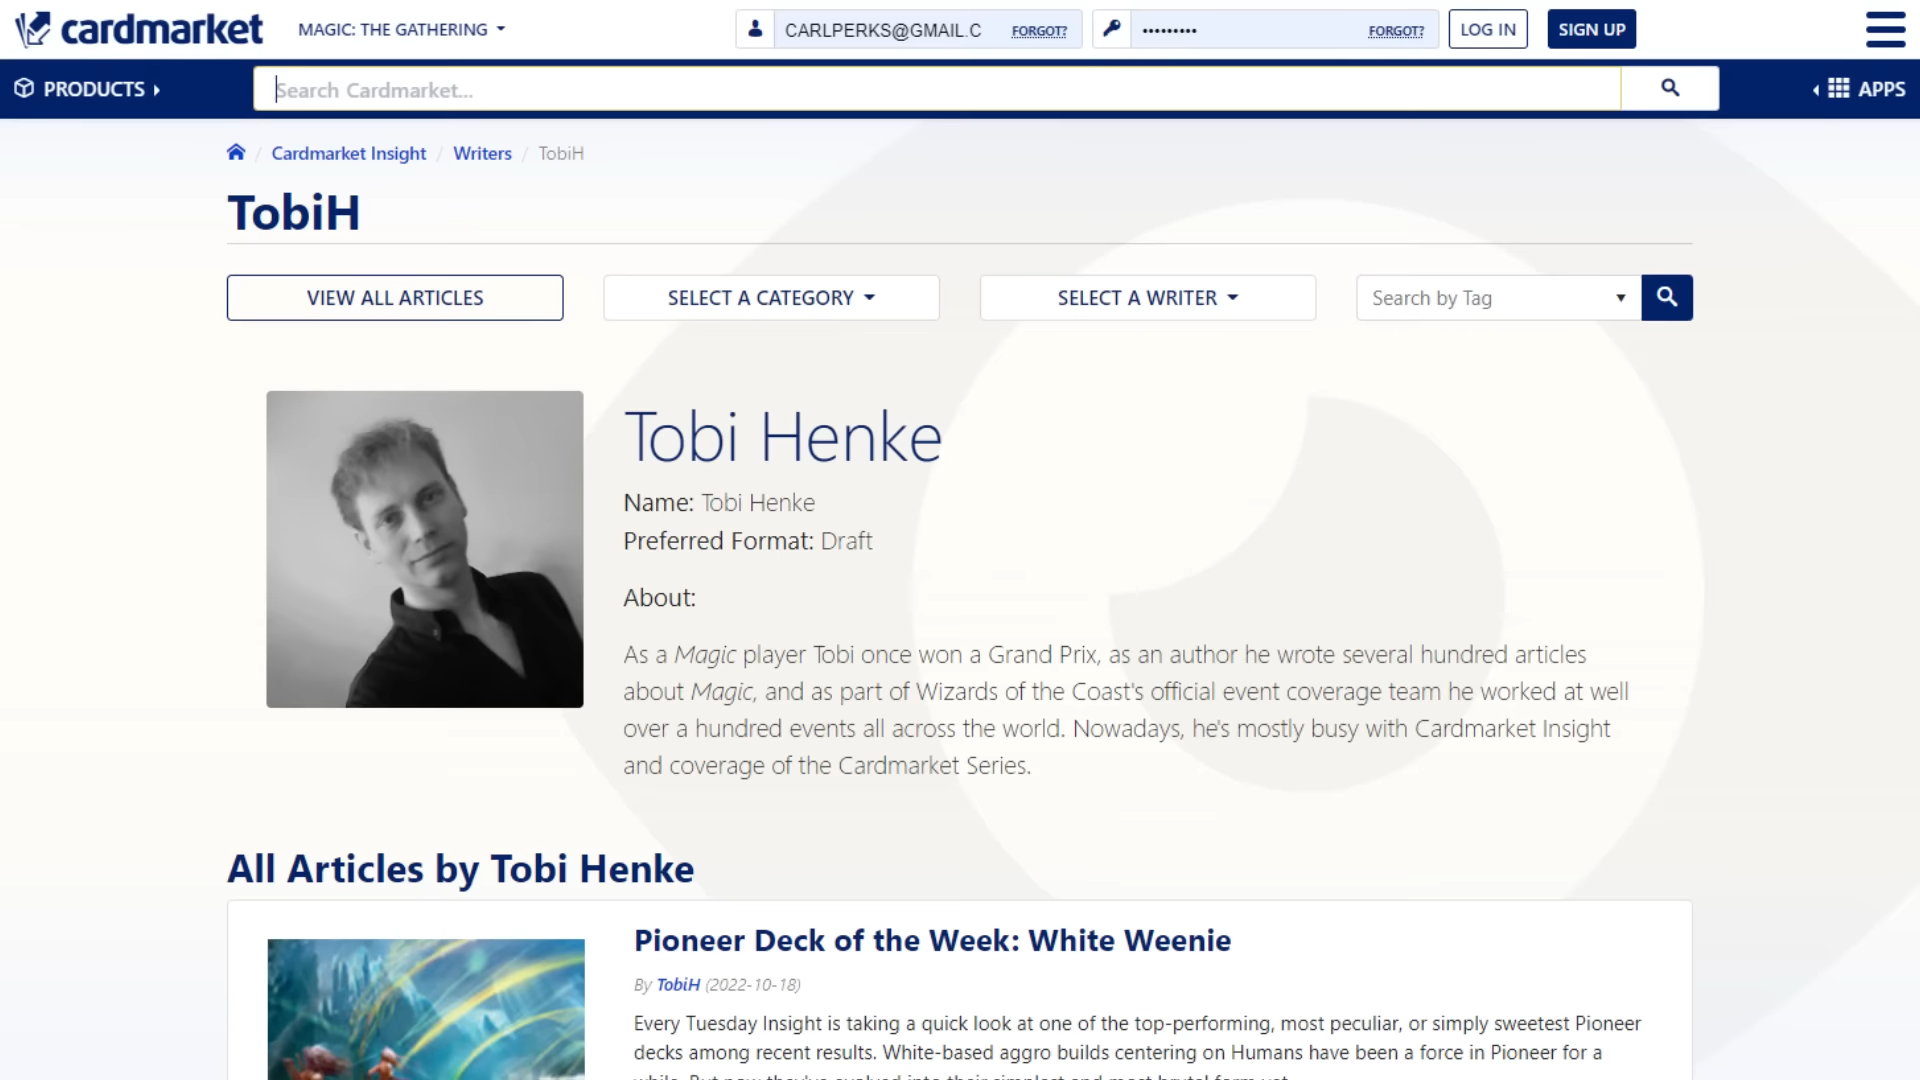 cardmarket
MAGIC: THE GATHERING
CARLPERKS@GMAIL.C FORGOT?
••••••••• FORGOT?
LOG IN
SIGN UP
PRODUCTS
Search Cardmarket...
APPS
/ Cardmarket Insight / Writers / TobiH
TobiH
VIEW ALL ARTICLES
SELECT A CATEGORY
SELECT A WRITER
Search by Tag
Tobi Henke
Name: Tobi Henke
Preferred Format: Draft
About:
As a Magic player Tobi once won a Grand Prix, as an author he wrote several hundred articles
about Magic, and as part of Wizards of the Coast's official event coverage team he worked at well
over a hundred events all across the world. Nowadays, he's mostly busy with Cardmarket Insight
and coverage of the Cardmarket Series.
All Articles by Tobi Henke
Pioneer Deck of the Week: White Weenie
By TobiH (2022-10-18)
Every Tuesday Insight is taking a quick look at one of the top-performing, most peculiar, or simply sweetest Pioneer
decks among recent results. White-based aggro builds centering on Humans have been a force in Pioneer for a